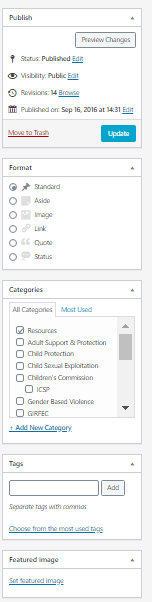 Publish
Preview Changes
Status: Published Edit
Visibility: Public Edit
Revisions: 14 Browse
Published on: Sep 16, 2016 at 14:31 Edit
Move to Trash
Update
Format
Standard
Aside
Image
Link
Quote
Status
Categories
All Categories
Most Used
Resources
Adult Support & Protection
Child Protection
Child Sexual Exploitation
Children's Commission
ICSP
Gender Based Violence
GIRFEC
+ Add New Category
Tags
Add
Separate tags with commas
Choose from the most used tags
Featured Image
Set featured image